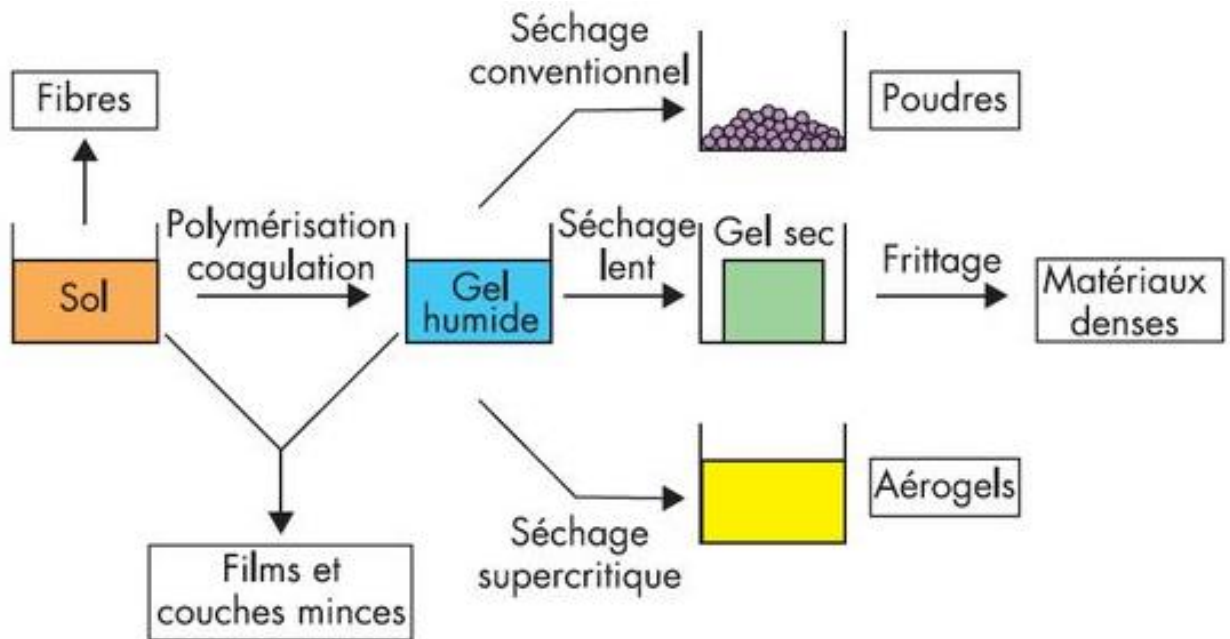 Séchage
conventionnel
Fibres
Poudres
Polymérisation
coagulation
Séchage
lent
Gel sec
Frittage
Sol
Gel
humide
Matériaux
denses
Aérogels
Séchage
supercritique
Films et
couches minces